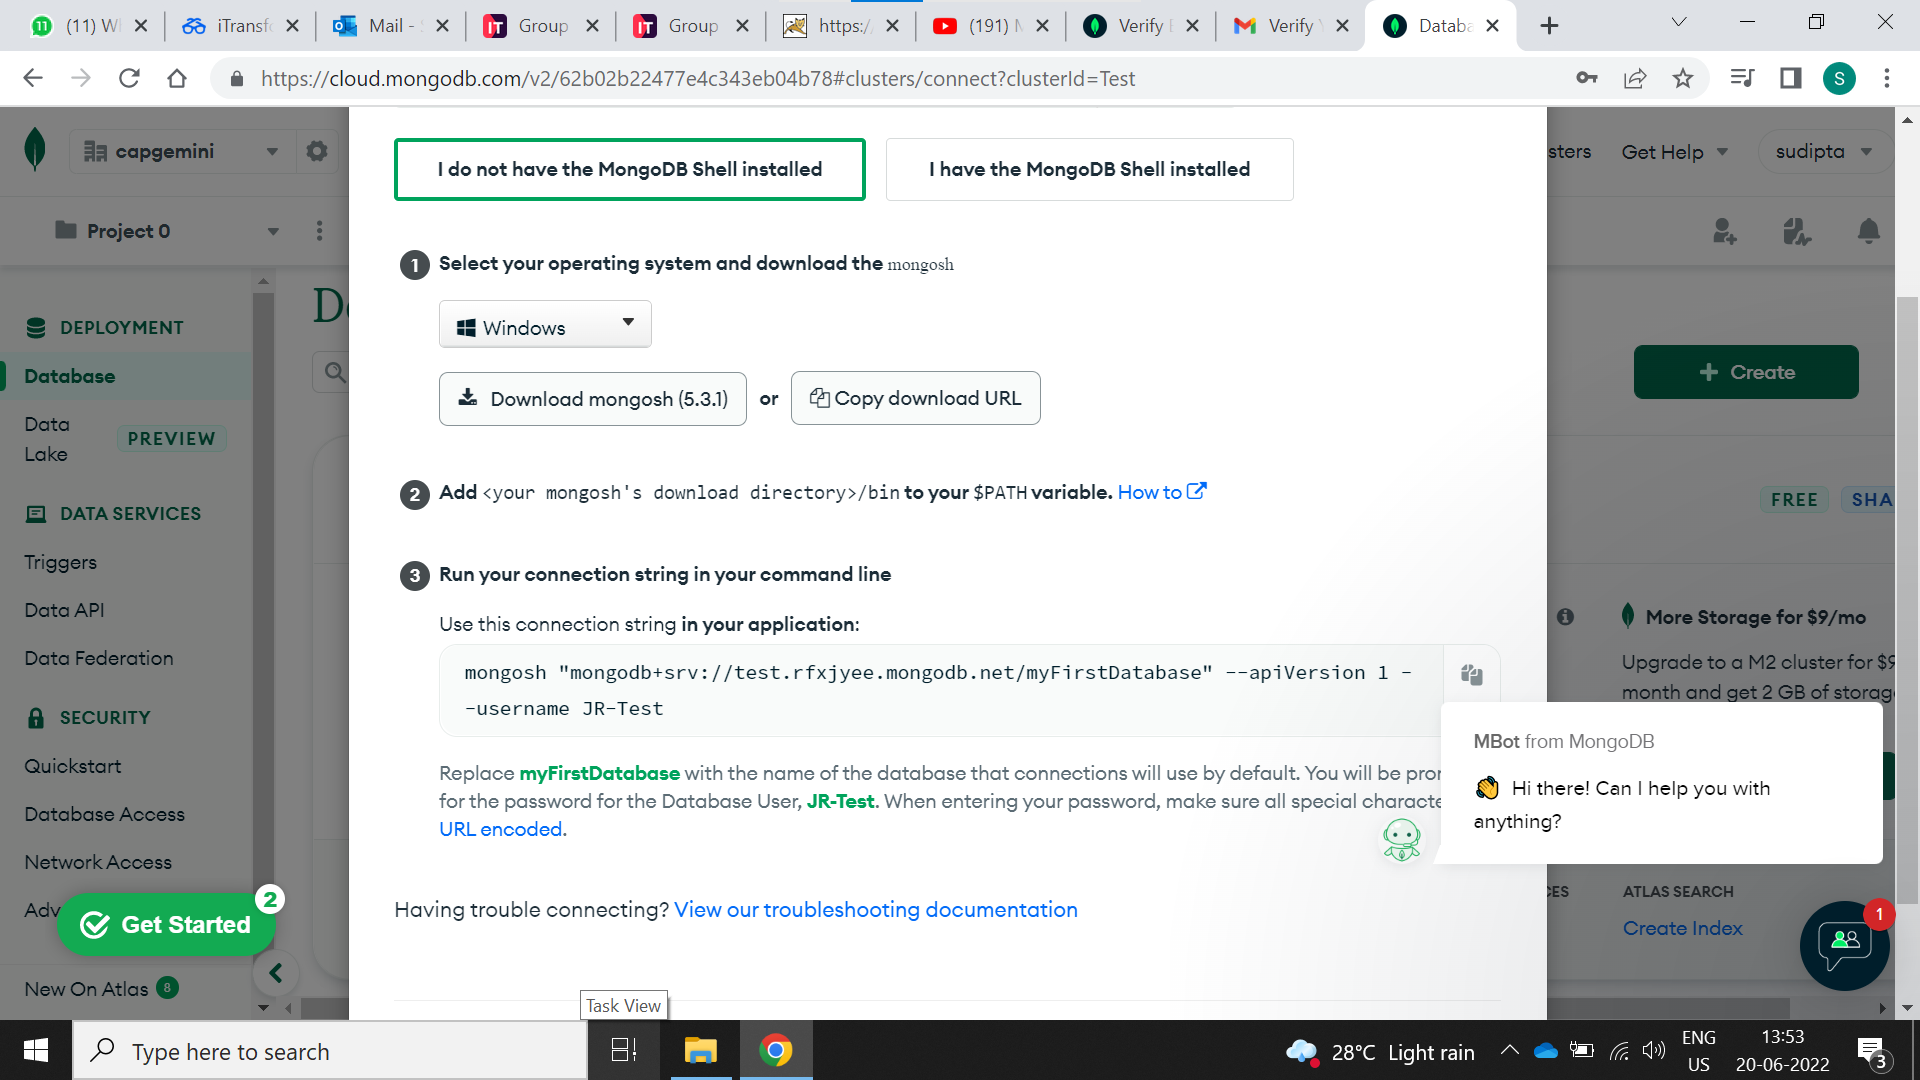 (11) W
iTransf
Mail -
Group
Group
https:/
(191) M
Verify E
Verify Y
Databa
https://cloud.mongodb.com/v2/62b02b22477e4c343eb04b78#clusters/connect?clusterId=Test
S
capgemini
sters
Get Help
sudipta
I do not have the MongoDB Shell installed
I have the MongoDB Shell installed
Project 0
1 Select your operating system and download the mongosh
DEPLOYMENT
Windows
Database
+ Create
Download mongosh (5.3.1) or Copy download URL
Data
Lake
PREVIEW
2 Add <your mongosh's download directory>/bin to your $PATH variable. How to
FREE
SHA
DATA SERVICES
Triggers
3 Run your connection string in your command line
Data API
Use this connection string in your application:
More Storage for $9/mo
Data Federation
Upgrade to a M2 cluster for $9
month and get 2 GB of storag
mongosh "mongodb+srv://test.rfxjyee.mongodb.net/myFirstDatabase" --apiVersion 1 -
-username JR-Test
SECURITY
MBot from MongoDB
Hi there! Can I help you with
anything?
Quickstart
Replace myFirstDatabase with the name of the database that connections will use by default. You will be pro
for the password for the Database User, JR-Test. When entering your password, make sure all special characte
URL encoded.
Database Access
Network Access
Adv
Get Started
2
Having trouble connecting? View our troubleshooting documentation
CES
ATLAS SEARCH
Create Index
1
New On Atlas 8
Task View
Type here to search
28°C Light rain
ENG
US
13:53
20-06-2022
3